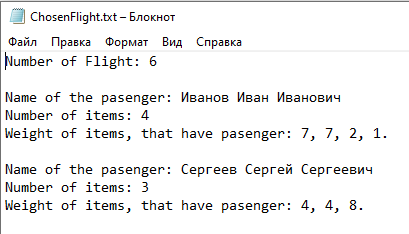 ChosenFlight.txt – Блокнот
Файл Правка Формат Вид Справка
Number of Flight: 6
Name of the pasenger: Иванов Иван Иванович
Number of items: 4
Weight of items, that have pasenger: 7, 7, 2, 1.
Name of the pasenger: Сергеев Сергей Сергеевич
Number of items: 3
Weight of items, that have pasenger: 4, 4, 8.